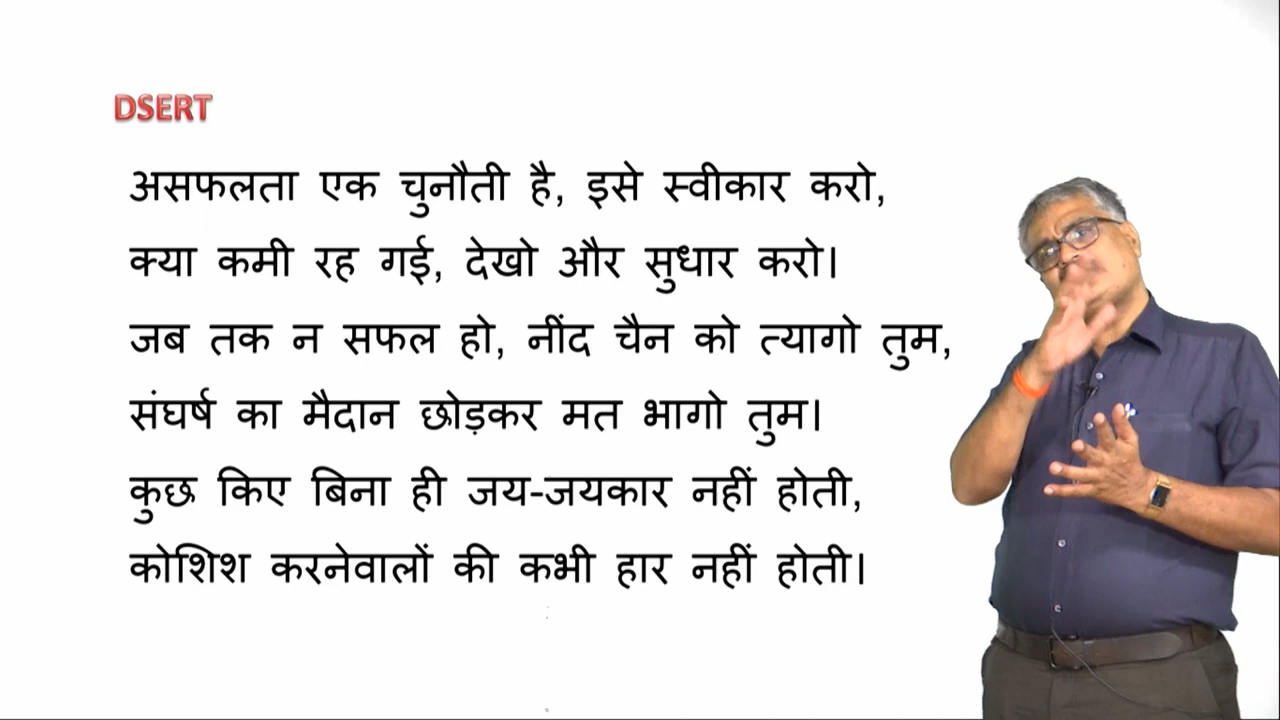 DSERT
असफलता एक चुनौती है, इसे स्वीकार करो,
क्या कमी रह गई, देखो और सुधार करो।
जब तक न सफल हो, नींद चैन को त्यागो तुम,
संघर्ष का मैदान छोड़कर मत भागो तुम।
कुछ किए बिना ही जय-जयकार नहीं होती,
कोशिश करनेवालों की कभी हार नहीं होती।